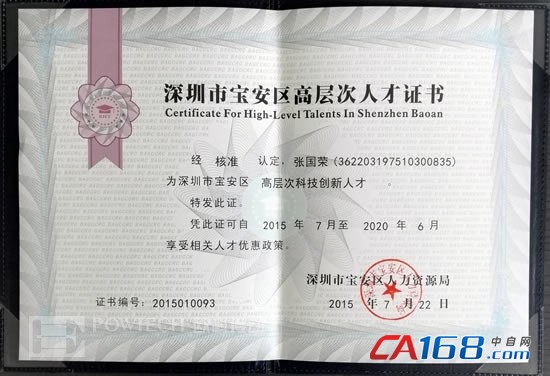 深圳市宝安区高层次人才证书
Certificate For High-Level Talents In Shenzhen Baoan
经 核准 认定，张国荣(362203197510300835)
为深圳市宝安区 高层次科技创新人才
特发此证。
凭此证可自 2015 年 7 月至 2020 年 6 月
享受相关人才优惠政策。
深圳市宝安区人力资源局
证书编号：2015010093
2015 年 7 月 22 日
POWTECH
CA168.com
中自网